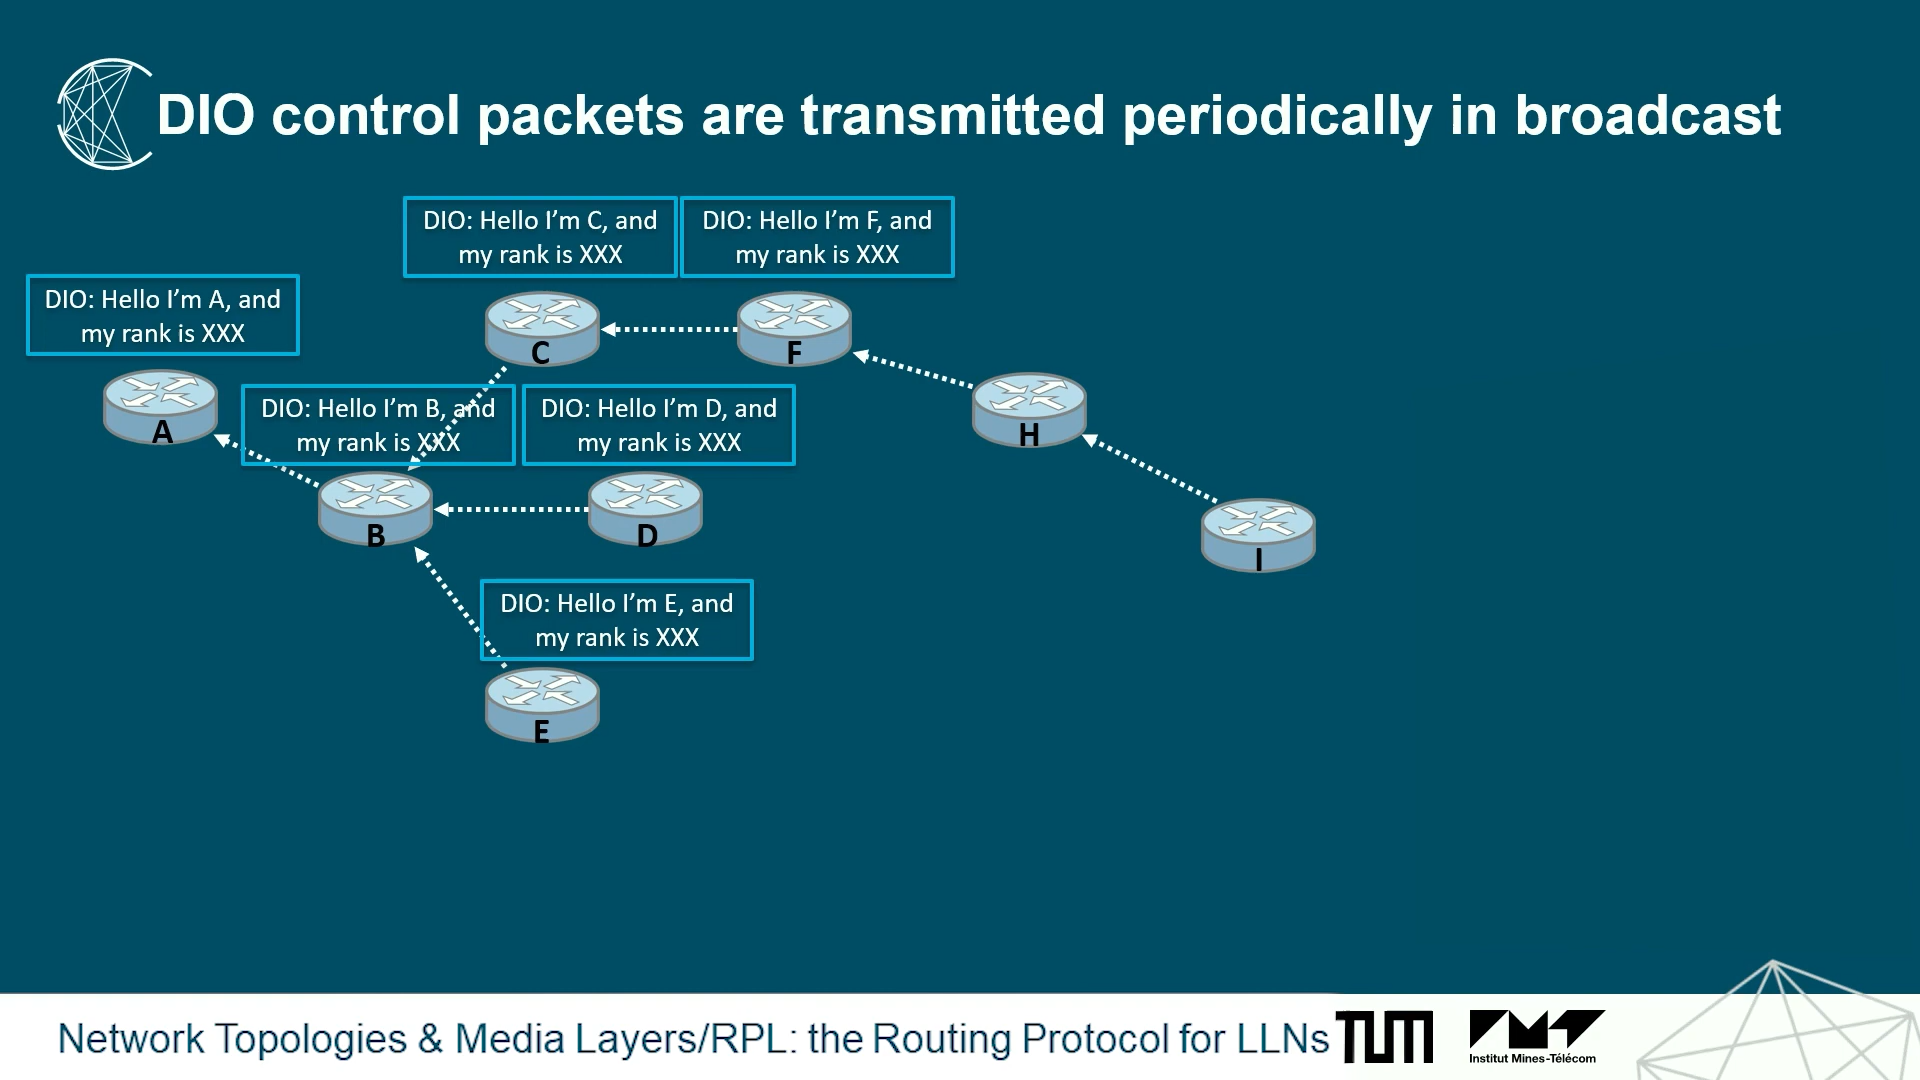 DIO control packets are transmitted periodically in broadcast
DIO: Hello I'm C, and
my rank is XXX
DIO: Hello I'm F, and
my rank is XXX
DIO: Hello I'm A, and
my rank is XXX
C
F
A
DIO: Hello I'm B, and
my rank is XXX
DIO: Hello I'm D, and
my rank is XXX
H
B
D
I
DIO: Hello I'm E, and
my rank is XXX
E
Network Topologies & Media Layers/RPL: the Routing Protocol for LLNs
TUM
IMT
Institut Mines-Télécom